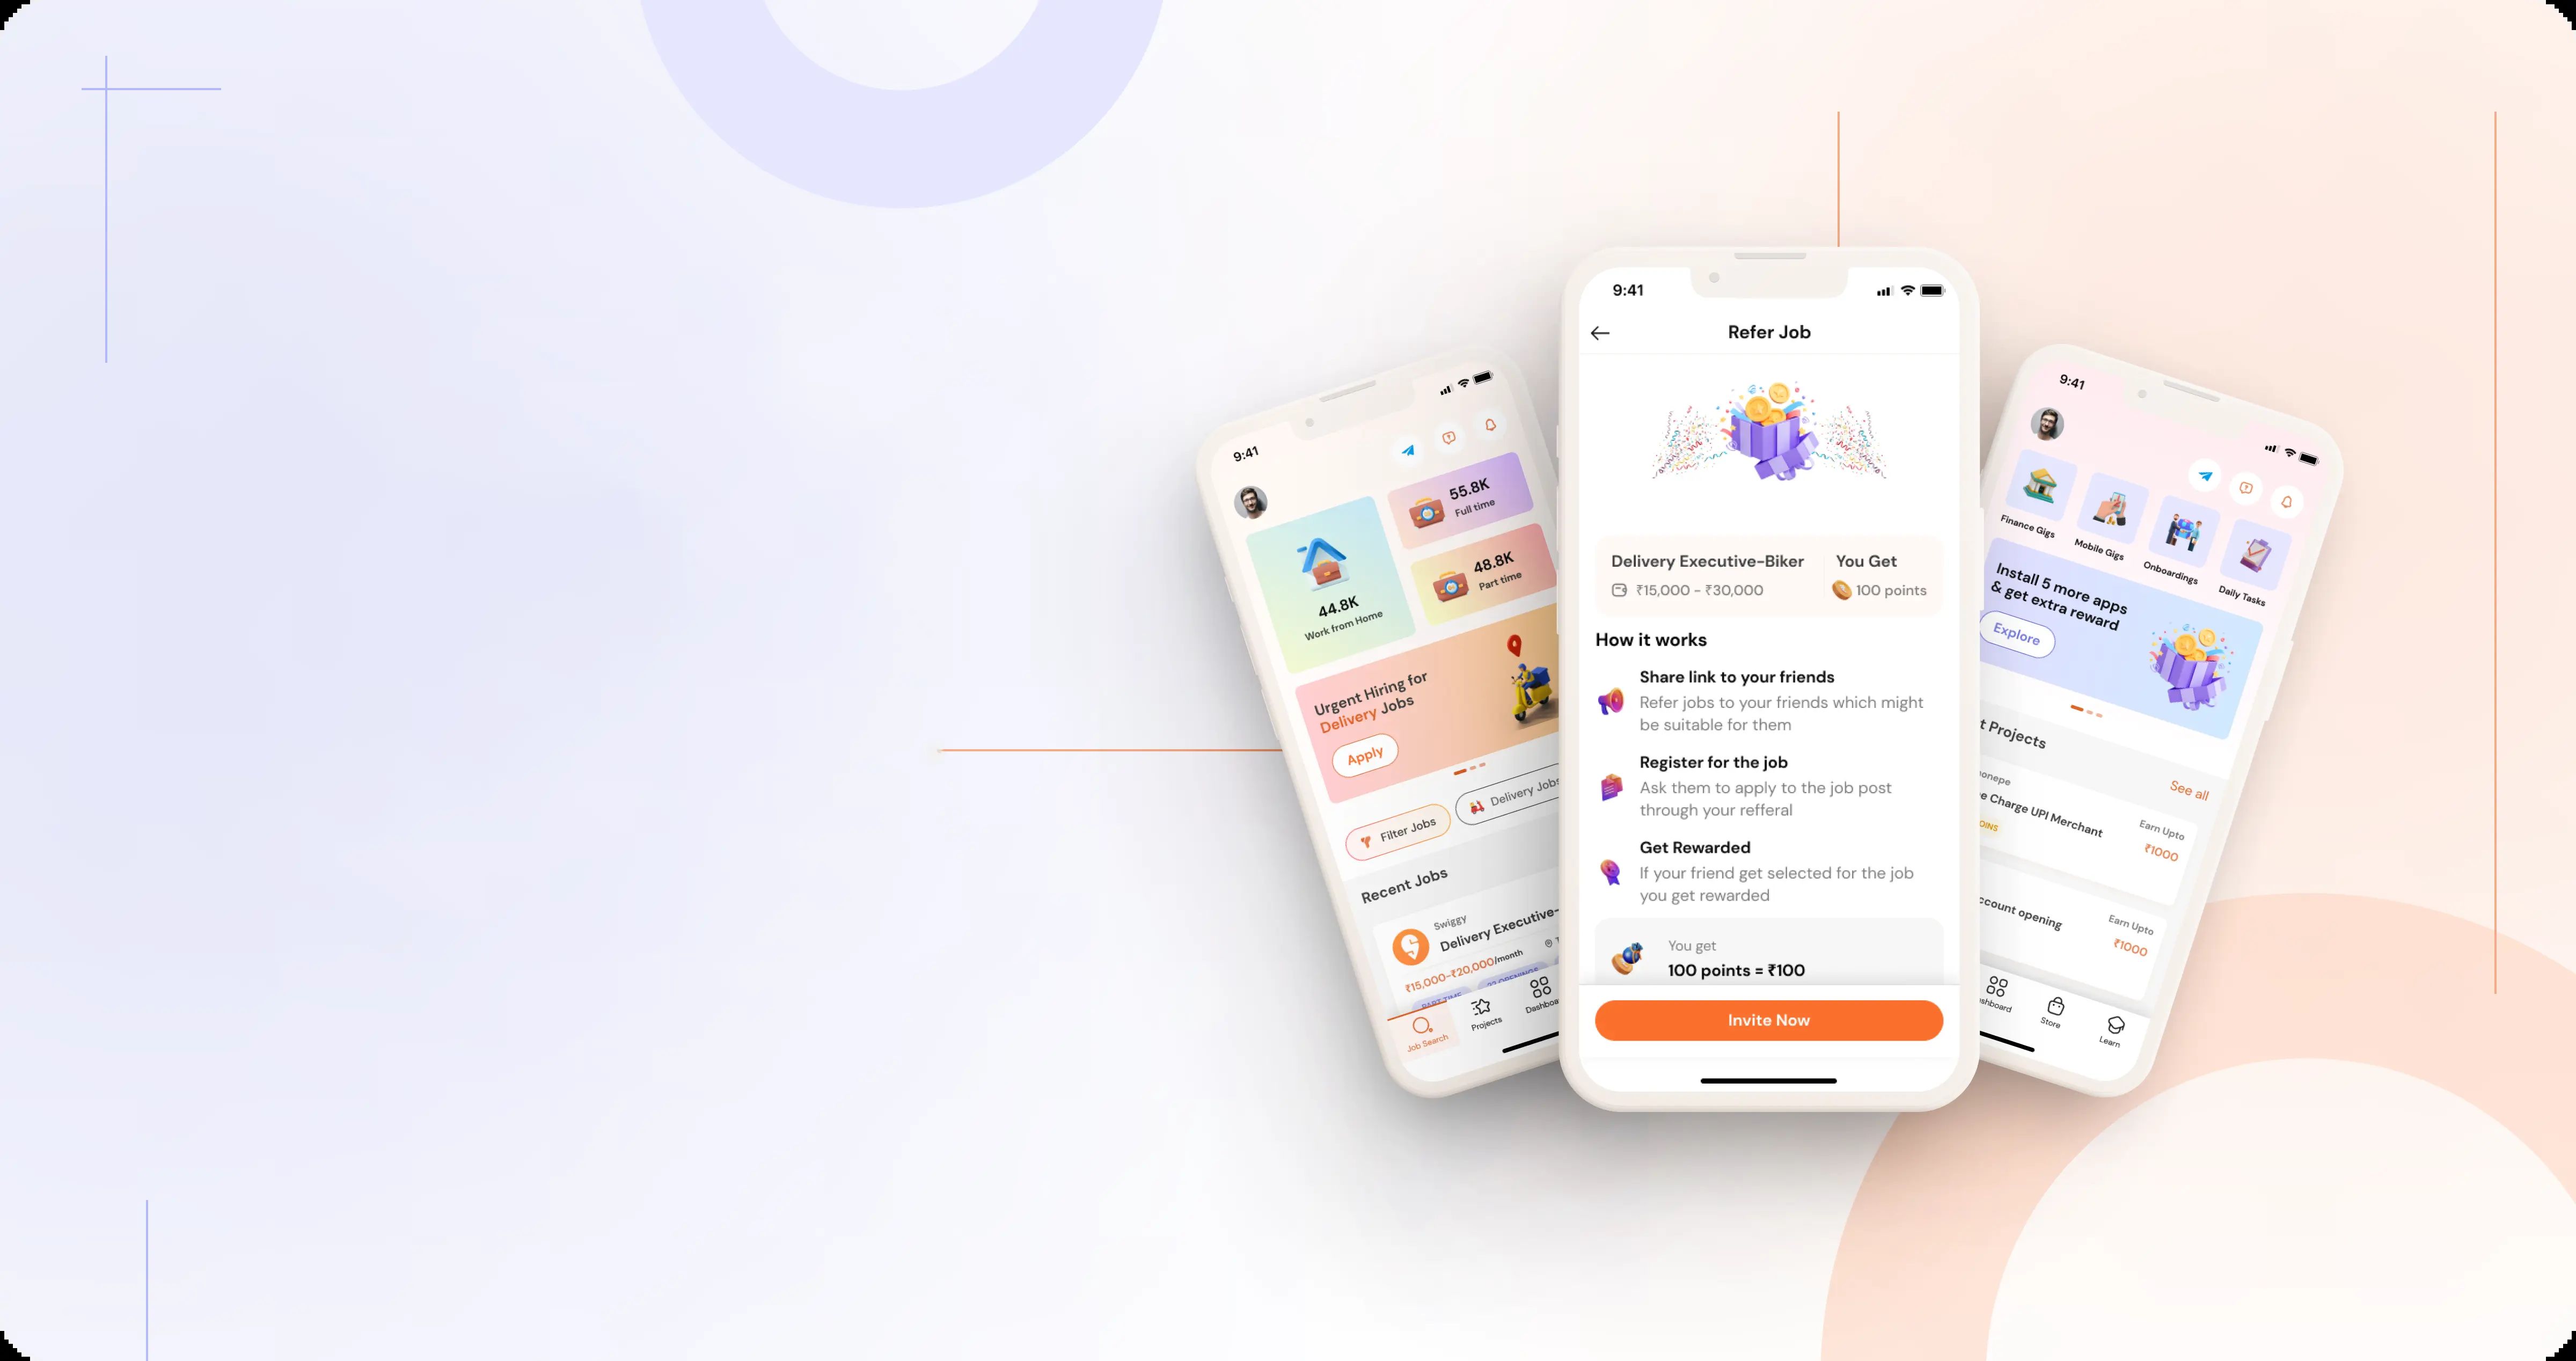 9:41
44.8K
Work from Home
55.8K
Full time
48.8K
Part time
Urgent Hiring for
Delivery Jobs
Apply
Filter Jobs
Delivery Jobs
Recent Jobs
Swiggy
Delivery Executive-
₹15,000-₹20,000/month
PART TIME
22 OPENINGS
Job Search
Projects
9:41
Refer Job
Delivery Executive-Biker
₹15,000 - ₹30,000
You Get
100 points
How it works
Share link to your friends
Refer jobs to your friends which might
be suitable for them
Register for the job
Ask them to apply to the job post
through your refferal
Get Rewarded
If your friend get selected for the job
you get rewarded
You get
100 points = ₹100
Invite Now
9:41
Finance Gigs
Mobile Gigs
Onboardings
Daily Tasks
Install 5 more apps
& get extra reward
Explore
t Projects
See all
Charge UPI Merchant
Earn Upto
₹1000
ccount opening
Earn Upto
₹1000
Store
Learn